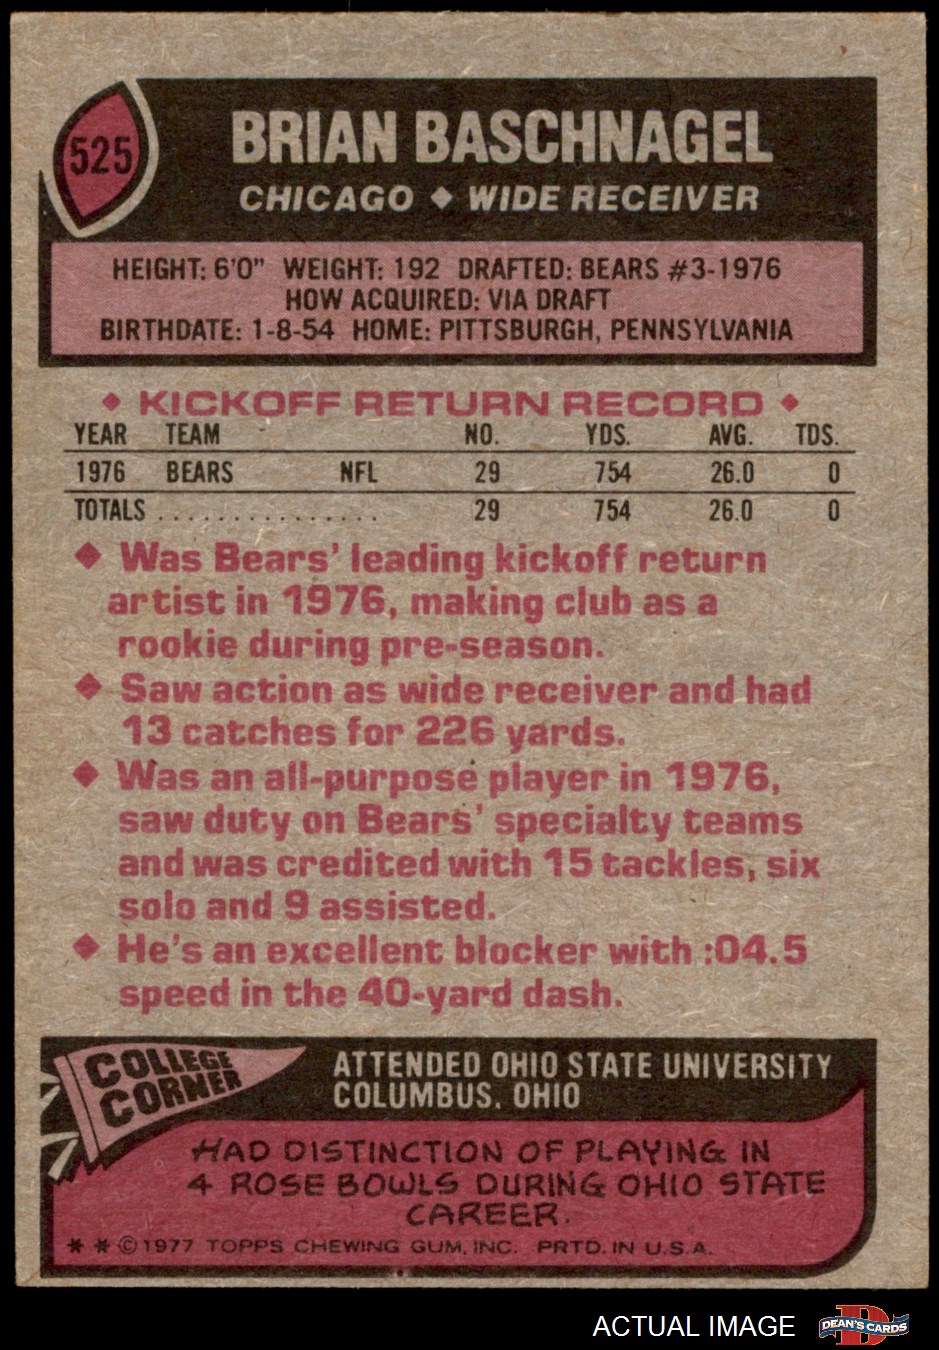 525
BRIAN BASCHNAGEL
CHICAGO ◆ WIDE RECEIVER
HEIGHT: 6'0" WEIGHT: 192 DRAFTED: BEARS #3-1976
HOW ACQUIRED: VIA DRAFT
BIRTHDATE: 1-8-54 HOME: PITTSBURGH, PENNSYLVANIA
◆ KICKOFF RETURN RECORD ◆
YEAR TEAM NO. YDS. AVG. TDS.
1976 BEARS NFL 29 754 26.0 0
TOTALS . . . . . . . . . . . . . . . 29 754 26.0 0
◆ Was Bears' leading kickoff return
artist in 1976, making club as a
rookie during pre-season.
◆ Saw action as wide receiver and had
13 catches for 226 yards.
◆ Was an all-purpose player in 1976,
saw duty on Bears' specialty teams
and was credited with 15 tackles, six
solo and 9 assisted.
◆ He's an excellent blocker with :04.5
speed in the 40-yard dash.
COLLEGE
CORNER
ATTENDED OHIO STATE UNIVERSITY
COLUMBUS, OHIO
HAD DISTINCTION OF PLAYING IN
4 ROSE BOWLS DURING OHIO STATE
CAREER.
* * © 1977 TOPPS CHEWING GUM, INC. PRTD. IN U.S.A.
ACTUAL IMAGE
D
DEAN'S CARDS